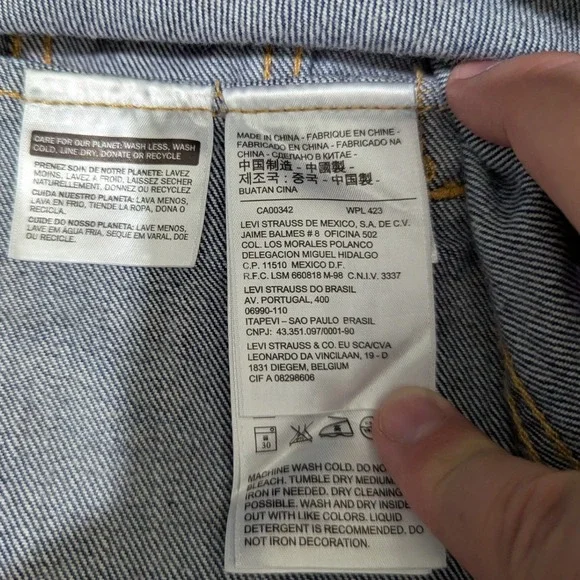 CARE FOR OUR PLANET: WASH LESS, WASH
COLD, LINE DRY, DONATE OR RECYCLE
PRENEZ SOIN DE NOTRE PLANÈTE: LAVEZ
MOINS, LAVEZ À FROID, LAISSEZ SÉCHER
NATURELLEMENT, DONNEZ OU RECYCLEZ
CUIDA NUESTRO PLANETA: LAVA MENOS,
LAVA EN FRÍO, TIENDE LA ROPA, DONA O
RECICLA.
CUIDE DO NOSSO PLANETA: LAVE MENOS,
LAVE EM ÁGUA FRIA, SEQUE EM VARAL, DOE
OU RECICLE.
MADE IN CHINA - FABRIQUE EN CHINE -
FABRICADO EN CHINA - FABRICADO NA
CHINA - СДЕЛАНО В КИТАЕ -
中国制造 - 中國製 -
제조국: 중국 - 中国製 -
BUATAN CINA
CA00342 WPL 423
LEVI STRAUSS DE MEXICO, S.A. DE C.V.
JAIME BALMES # 8 OFICINA 502
COL. LOS MORALES POLANCO
DELEGACION MIGUEL HIDALGO
C.P. 11510 MEXICO D.F.
R.F.C. LSM 660818 M-98 C.N.I.V. 3337
LEVI STRAUSS DO BRASIL
AV. PORTUGAL, 400
06990-110
ITAPEVI – SAO PAULO BRASIL
CNPJ: 43.351.097/0001-90
LEVI STRAUSS & CO. EU SCA/CVA
LEONARDO DA VINCILAAN, 19 - D
1831 DIEGEM, BELGIUM
CIF A 08298606
30
MACHINE WASH COLD. DO NO
BLEACH. TUMBLE DRY MEDIUM
IRON IF NEEDED. DRY CLEANING
POSSIBLE. WASH AND DRY INSIDE
OUT WITH LIKE COLORS. LIQUID
DETERGENT IS RECOMMENDED. DO
NOT IRON DECORATION.